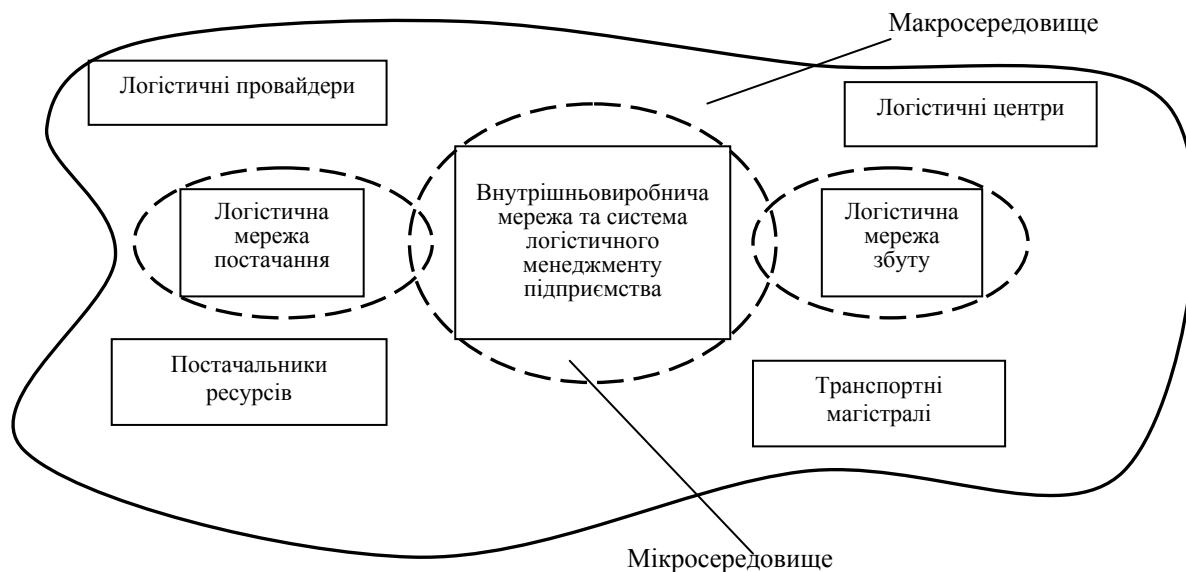 Макросередовище
Логістичні провайдери
Логістичні центри
Логістична
мережа
постачання
Внутрішньовиробнича
мережа та система
логістичного
менеджменту
підприємства
Логістична
мережа
збуту
Постачальники
ресурсів
Транспортні
магістралі
Мікросередовище